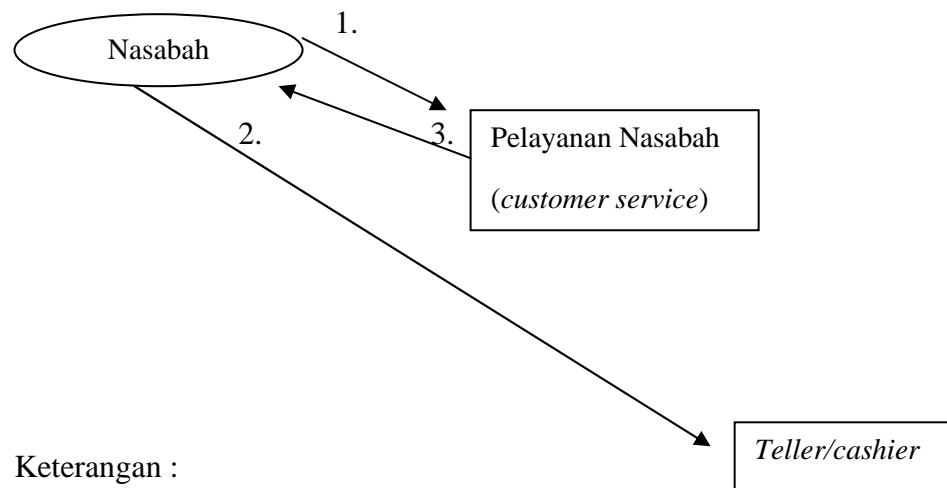 1.
Nasabah
2.
3.
Pelayanan Nasabah
(customer service)
Teller/cashier
Keterangan :